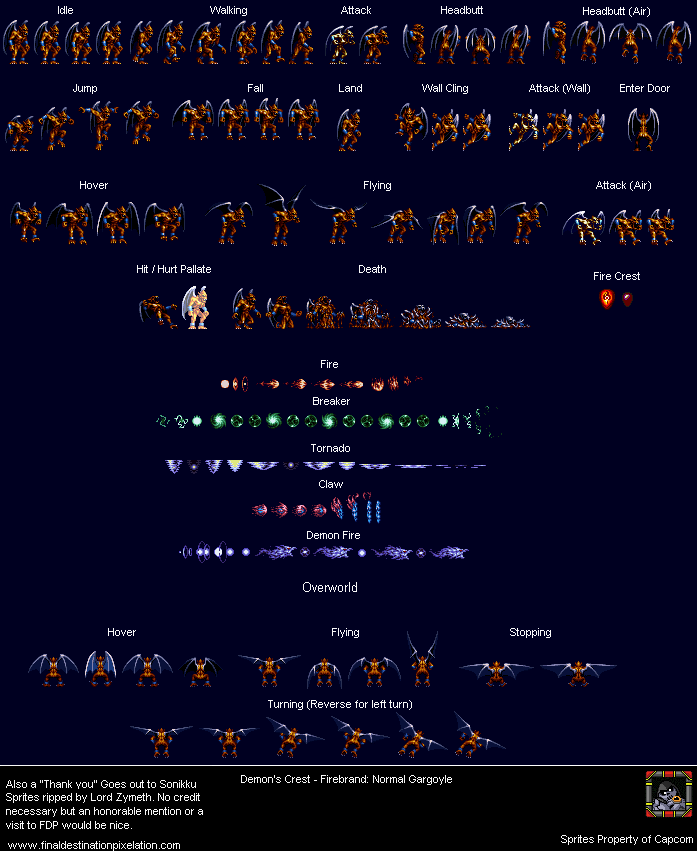 Idle Walking Attack Headbutt Headbutt (Air)
Jump Fall Land Wall Cling Attack (Wall) Enter Door
Hover Flying Attack (Air)
Hit / Hurt Pallate Death Fire Crest
Fire
Breaker
Tornado
Claw
Demon Fire
Overworld
Hover Flying Stopping
Turning (Reverse for left turn)
Demon's Crest - Firebrand: Normal Gargoyle
Also a "Thank you" Goes out to Sonikku
Sprites ripped by Lord Zymeth. No credit
necessary but an honorable mention or a
visit to FDP would be nice.
www.finaldestinationpixelation.com
Sprites Property of Capcom